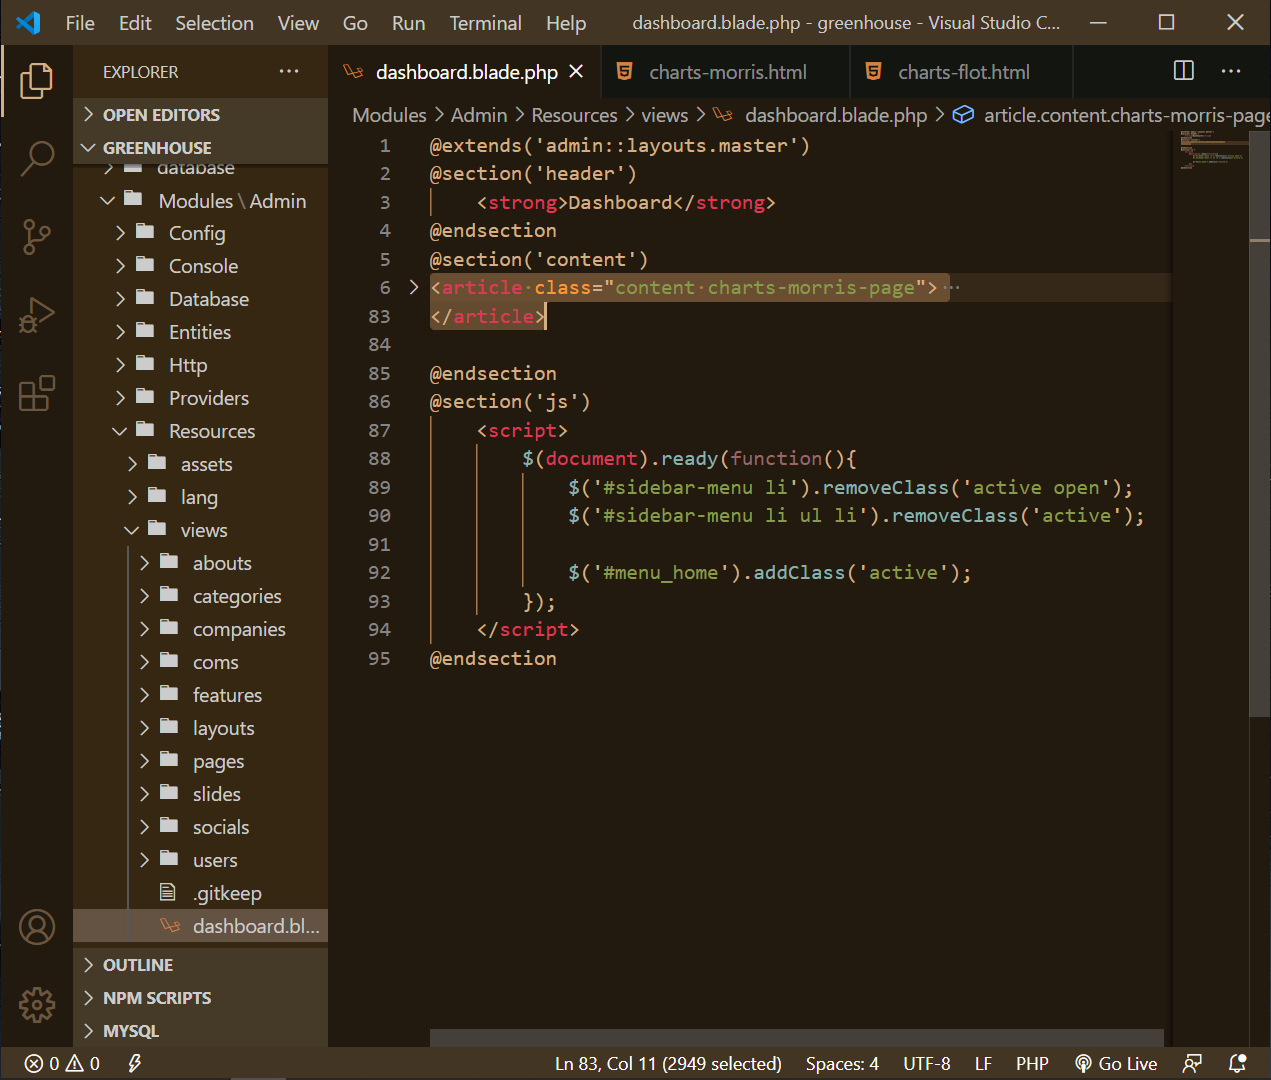 File Edit Selection View Go Run Terminal Help dashboard.blade.php - greenhouse - Visual Studio C...
EXPLORER
OPEN EDITORS
GREENHOUSE
database
Modules \ Admin
Config
Console
Database
Entities
Http
Providers
Resources
assets
lang
views
abouts
categories
companies
coms
features
layouts
pages
slides
socials
users
.gitkeep
dashboard.bl...
OUTLINE
NPM SCRIPTS
MYSQL
dashboard.blade.php charts-morris.html charts-flot.html
Modules > Admin > Resources > views > dashboard.blade.php > article.content.charts-morris-page
1 @extends('admin::layouts.master')
2 @section('header')
3 <strong>Dashboard</strong>
4 @endsection
5 @section('content')
6 <article class="content charts-morris-page"> ...
83 </article>
84
85 @endsection
86 @section('js')
87 <script>
88 $(document).ready(function(){
89 $('#sidebar-menu li').removeClass('active open');
90 $('#sidebar-menu li ul li').removeClass('active');
91
92 $('#menu_home').addClass('active');
93 });
94 </script>
95 @endsection
0 0 Ln 83, Col 11 (2949 selected) Spaces: 4 UTF-8 LF PHP Go Live